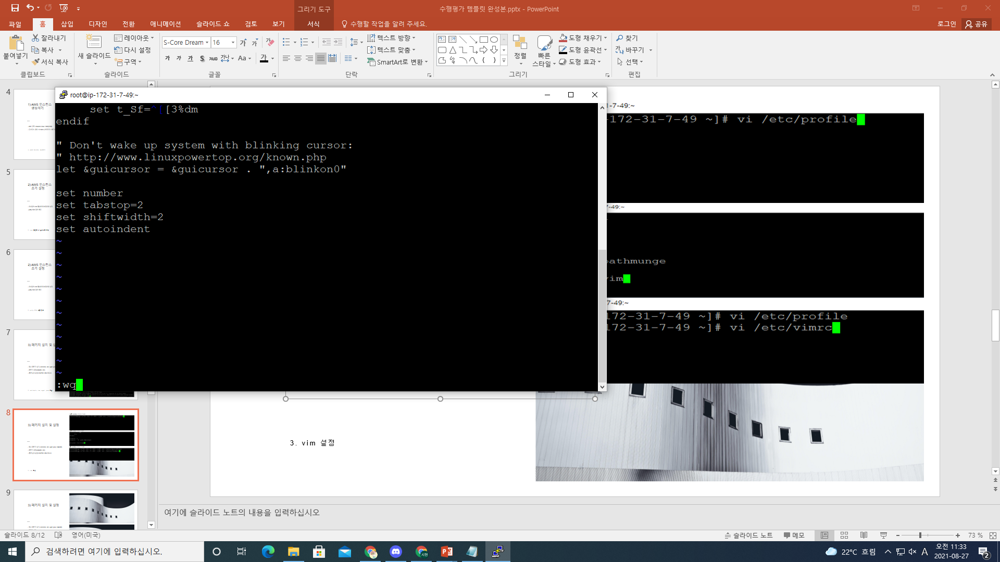 그리기 도구
수행평가 템플릿 완성본.pptx - PowerPoint
파일
홈
삽입
디자인
전환
애니메이션
슬라이드 쇼
검토
보기
서식
수행할 작업을 알려 주세요.
로그인
공유
붙여넣기
잘라내기
복사
서식 복사
클립보드
새 슬라이드
레이아웃
다시 설정
구역
슬라이드
S-Core Dream
16
가 가 가 S 가나 Aa 가
글꼴
텍스트 방향
텍스트 맞춤
SmartArt로 변환
단락
정렬
빠른 스타일
도형 채우기
도형 윤곽선
도형 효과
그리기
찾기
바꾸기
선택
편집
4
1) AWS 인스턴스
생성하기
5
2) AWS 인스턴스
초기 설정
6
2) AWS 인스턴스
초기 설정
7
3) 패키지 설치 및
8
3) 패키지 설치 및 설정
9
3) 패키지 설치 및 설정
root@ip-172-31-7-49:~
set t_Sf=^[[3%dm
endif
" Don't wake up system with blinking cursor:
" http://www.linuxpowertop.org/known.php
let &guicursor = &guicursor . ",a:blinkon0"
set number
set tabstop=2
set shiftwidth=2
set autoindent
~
~
~
~
~
~
~
~
~
~
~
~
:wq
1-7-49:~
-172-31-7-49 ~]# vi /etc/profile
7-49:~
pathmunge
vim
7-49:~
172-31-7-49 ~]# vi /etc/profile
172-31-7-49 ~]# vi /etc/vimrc
3. vim 설정
여기에 슬라이드 노트의 내용을 입력하십시오
슬라이드 8/12
영어(미국)
슬라이드 노트
메모
73 %
검색하려면 여기에 입력하십시오.
22°C 흐림
A
오전 11:33
2021-08-27
2